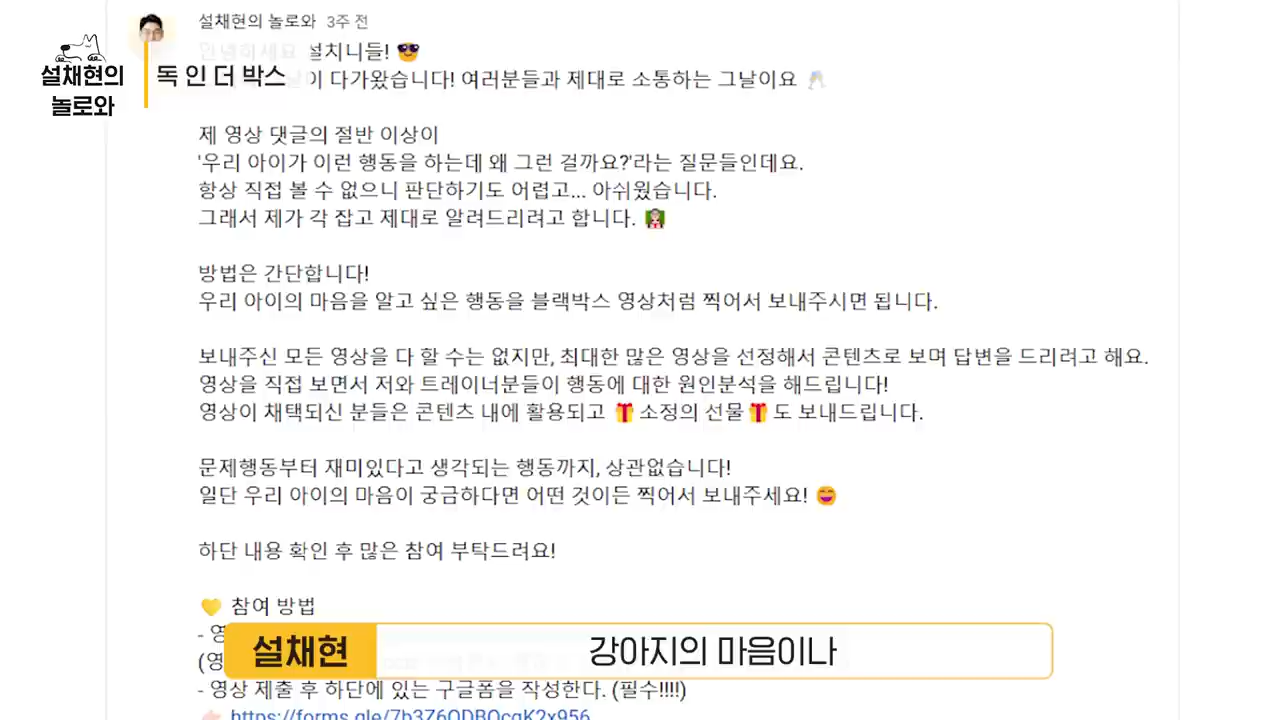 설채현의 놀로와 3주 전
안녕하세요 설치니들! 😎
이 다가왔습니다! 여러분들과 제대로 소통하는 그날이요 🥂
설채현의
놀로와
독 인 더 박스
제 영상 댓글의 절반 이상이
'우리 아이가 이런 행동을 하는데 왜 그런 걸까요?'라는 질문들인데요.
항상 직접 볼 수 없으니 판단하기도 어렵고... 아쉬웠습니다.
그래서 제가 각 잡고 제대로 알려드리려고 합니다.
방법은 간단합니다!
우리 아이의 마음을 알고 싶은 행동을 블랙박스 영상처럼 찍어서 보내주시면 됩니다.
보내주신 모든 영상을 다 할 수는 없지만, 최대한 많은 영상을 선정해서 콘텐츠로 보며 답변을 드리려고 해요.
영상을 직접 보면서 저와 트레이너분들이 행동에 대한 원인분석을 해드립니다!
영상이 채택되신 분들은 콘텐츠 내에 활용되고 🎁소정의 선물🎁도 보내드립니다.
문제행동부터 재미있다고 생각되는 행동까지, 상관없습니다!
일단 우리 아이의 마음이 궁금하다면 어떤 것이든 찍어서 보내주세요! 😄
하단 내용 확인 후 많은 참여 부탁드려요!
💛 참여 방법
- 영
(영
설채현 강아지의 마음이나
- 영상 제출 후 하단에 있는 구글폼을 작성한다. (필수!!!!)